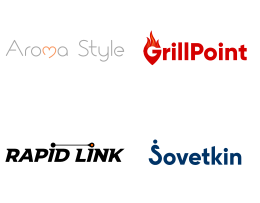 Aroma Style
GrillPoint
RAPID LINK
Sovetkin